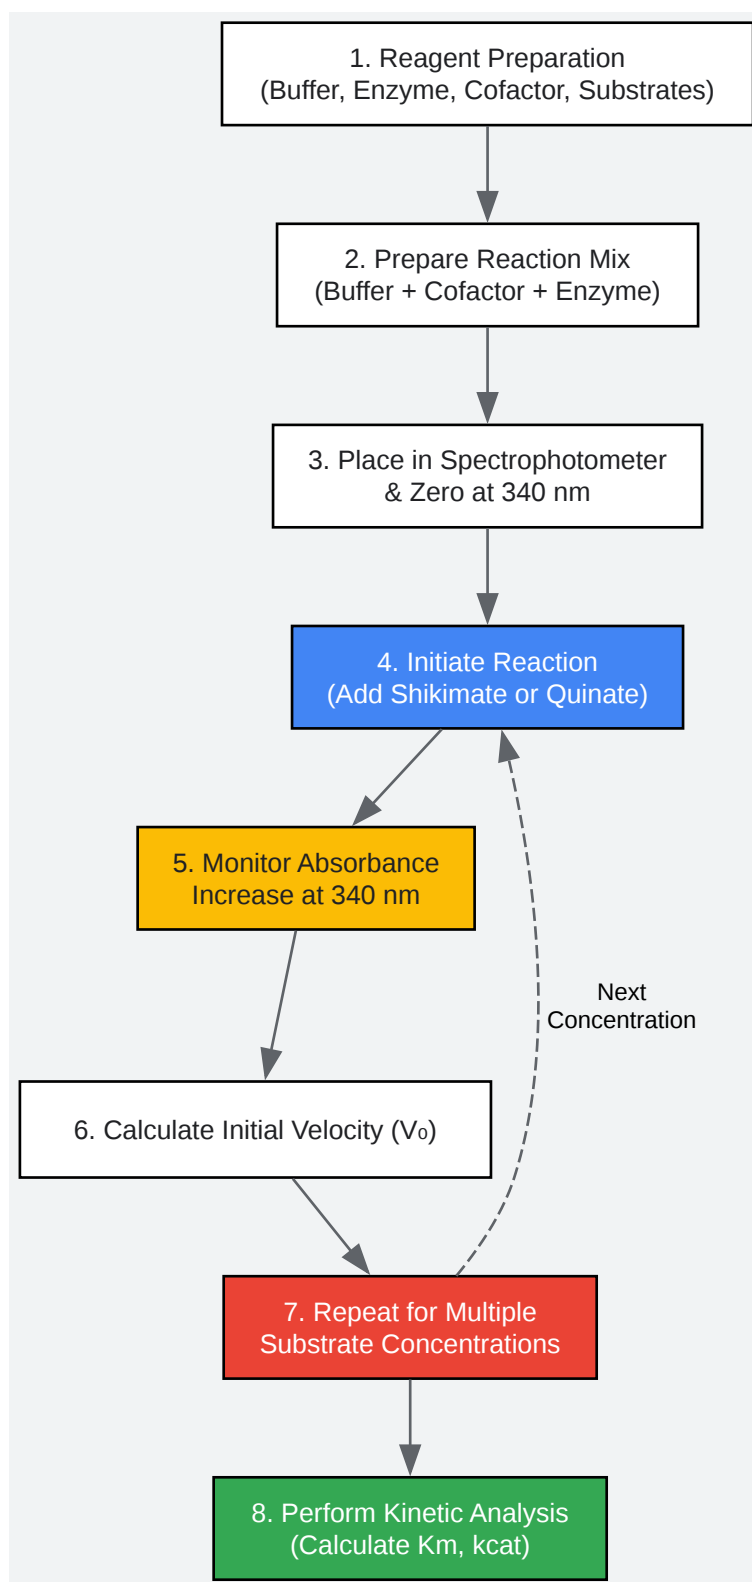 1. Reagent Preparation
(Buffer, Enzyme, Cofactor, Substrates)
2. Prepare Reaction Mix
(Buffer + Cofactor + Enzyme)
3. Place in Spectrophotometer
& Zero at 340 nm
4. Initiate Reaction
(Add Shikimate or Quinate)
5. Monitor Absorbance
Increase at 340 nm
Next
Concentration
6. Calculate Initial Velocity (V₀)
7. Repeat for Multiple
Substrate Concentrations
8. Perform Kinetic Analysis
(Calculate Km, kcat)